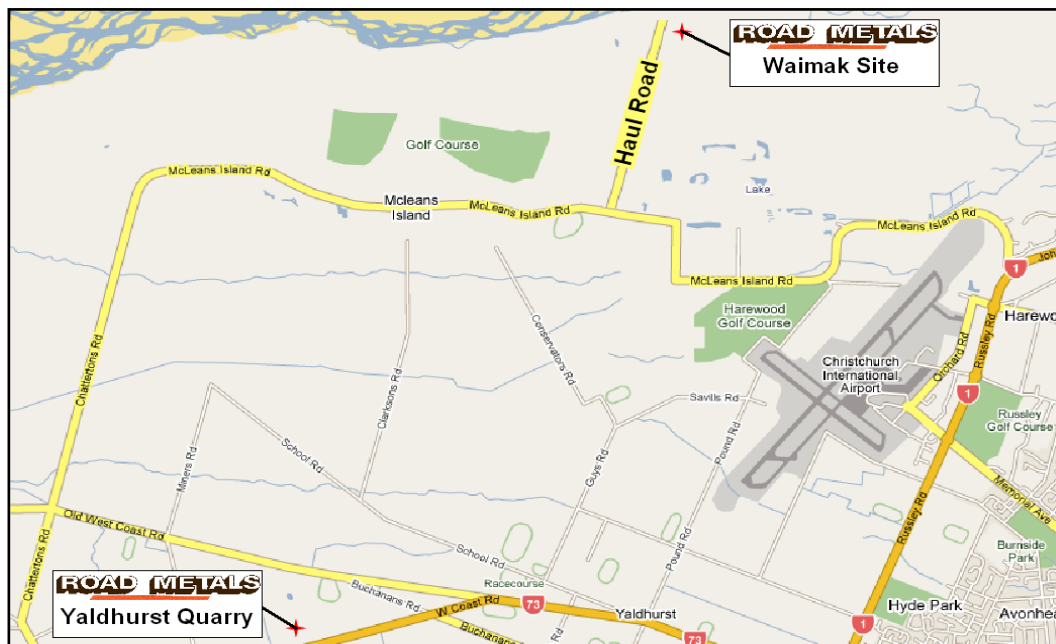 ROAD METALS
Waimak Site
Haul Road
Golf Course
McLeans Island Rd
Mcleans
Island
McLeans Island Rd
Lake
McLeans Island Rd
McLeans Island Rd
1
Joh
Harewood
Golf Course
Harewo
Christchurch
International
Airport
Orchard Rd
Russley Rd
Conservators Rd
Chattertons Rd
Clarksons Rd
Savills Rd
1
Russley
Golf Course
Miners Rd
School Rd
Guys Rd
Pound Rd
Memorial Ave
Russley Rd
Old West Coast Rd
Chattertons Rd
School Rd
Pound Rd
Burnside
Park
ROAD METALS
Yaldhurst Quarry
Buchanans Rd
Racecourse
W Coast Rd
73
Yaldhurst
Hyde Park
Avonhea
Buchanans
73
1